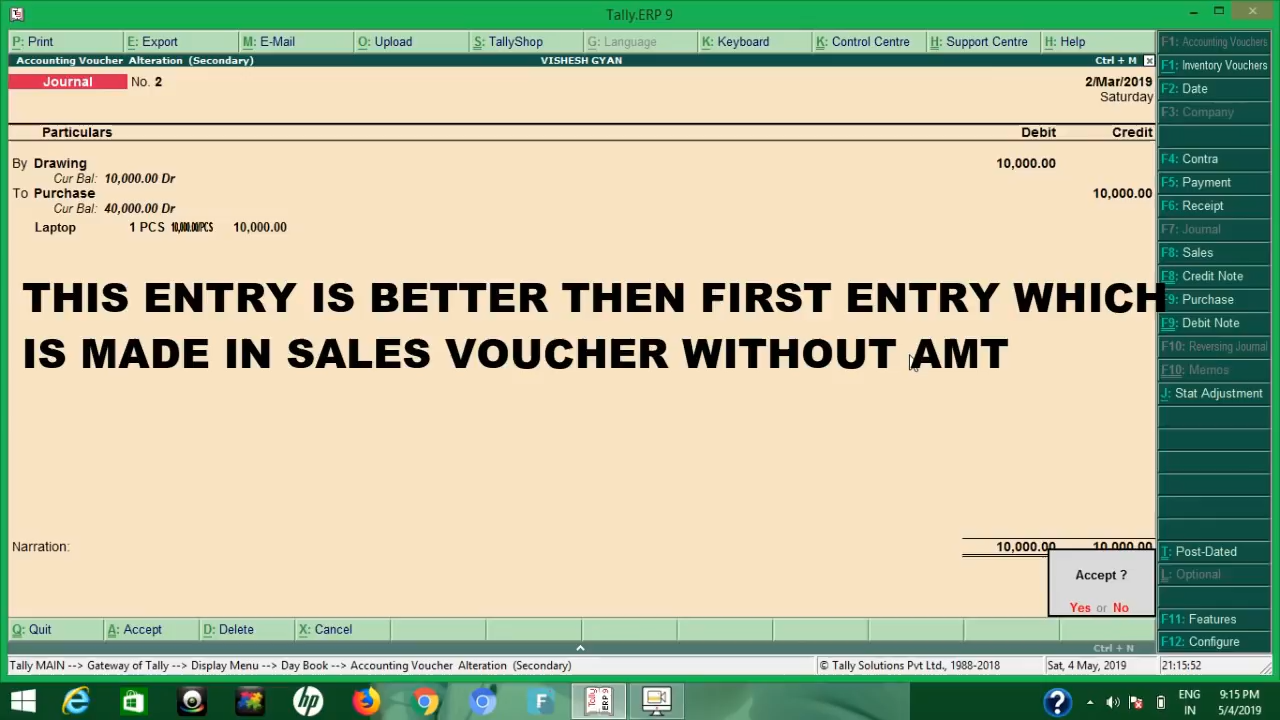 Tally.ERP 9
P: Print E: Export M: E-Mail O: Upload S: TallyShop G: Language K: Keyboard K: Control Centre H: Support Centre H: Help
F1: Accounting Vouchers
Accounting Voucher Alteration (Secondary) VISHESH GYAN Ctrl + M
F1: Inventory Vouchers
Journal No. 2 2/Mar/2019
F2: Date
Saturday
F3: Company
Particulars Debit Credit
F4: Contra
By Drawing 10,000.00
Cur Bal: 10,000.00 Dr
F5: Payment
To Purchase 10,000.00
Cur Bal: 40,000.00 Dr
F6: Receipt
Laptop 1 PCS 10,000.00/PCS 10,000.00
F7: Journal
F8: Sales
F8: Credit Note
THIS ENTRY IS BETTER THEN FIRST ENTRY WHICH
F9: Purchase
F9: Debit Note
IS MADE IN SALES VOUCHER WITHOUT AMT
F10: Reversing Journal
F10: Memos
J: Stat Adjustment
Narration: 10,000.00 10,000.00
T: Post-Dated
Accept ?
L: Optional
Yes or No
F11: Features
Q: Quit A: Accept D: Delete X: Cancel
F12: Configure
Ctrl + N
Tally MAIN --> Gateway of Tally --> Display Menu --> Day Book --> Accounting Voucher Alteration (Secondary) © Tally Solutions Pvt Ltd., 1988-2018 Sat, 4 May, 2019 21:15:52
ENG 9:15 PM
IN 5/4/2019